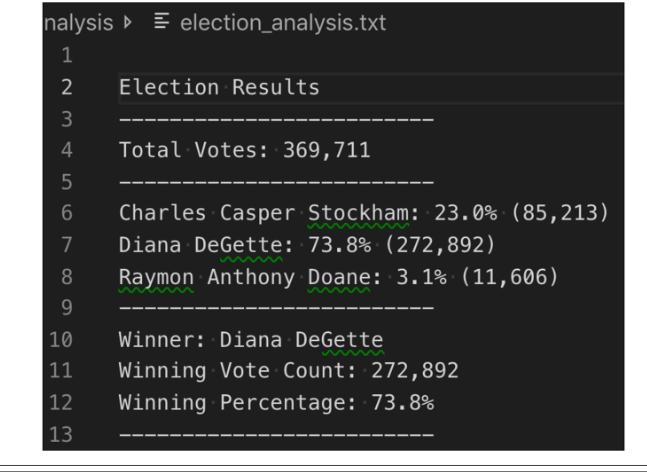 nalysis ▷ election_analysis.txt
1
2 Election Results
3 -------------------------
4 Total Votes: 369,711
5 -------------------------
6 Charles Casper Stockham: 23.0% (85,213)
7 Diana DeGette: 73.8% (272,892)
8 Raymon Anthony Doane: 3.1% (11,606)
9 -------------------------
10 Winner: Diana DeGette
11 Winning Vote Count: 272,892
12 Winning Percentage: 73.8%
13 -------------------------